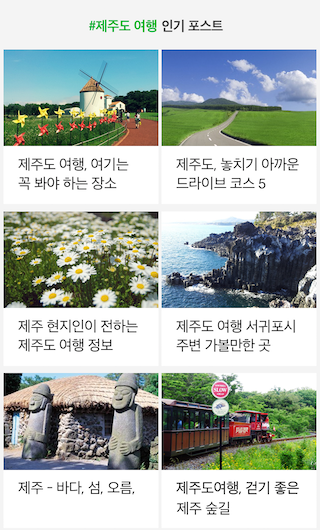 #제주도 여행 인기 포스트
제주도 여행, 여기는
꼭 봐야 하는 장소
제주도, 놓치기 아까운
드라이브 코스 5
제주 현지인이 전하는
제주도 여행 정보
제주도 여행 서귀포시
주변 가볼만한 곳
제주 - 바다, 섬, 오름,
SLOW
제주도여행, 걷기 좋은
제주 숲길